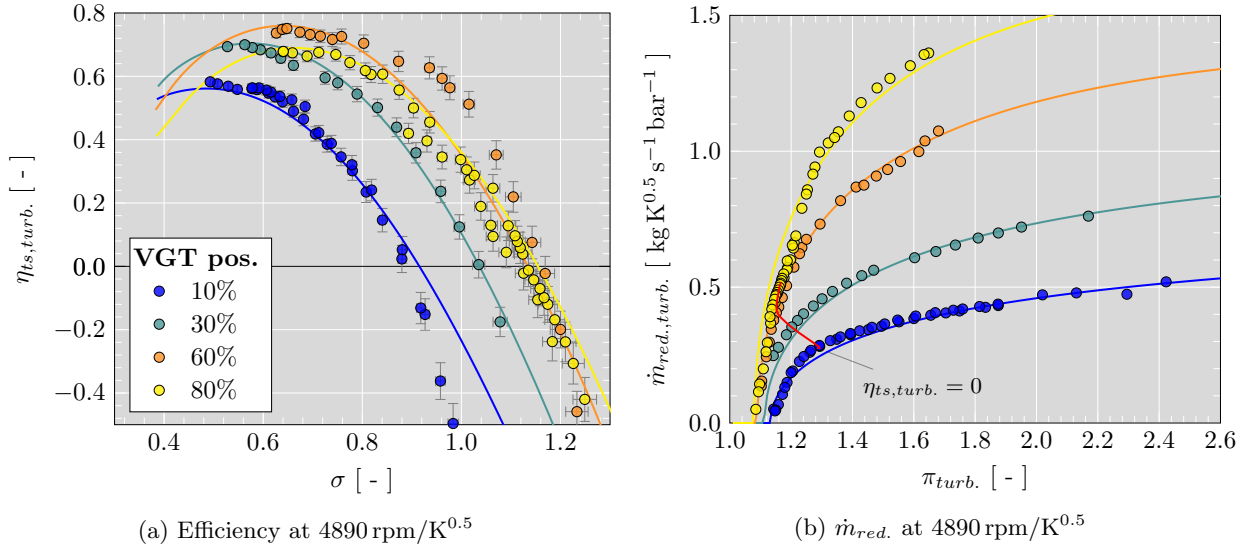 η_{ts,turb.} [ - ]
0.8
0.6
0.4
0.2
0.0
−0.2
−0.4
VGT pos.
10%
30%
60%
80%
0.4 0.6 0.8 1.0 1.2
σ [ - ]
(a) Efficiency at 4890 rpm/K^{0.5}
ṁ_{red.,turb.} [ kg K^{0.5} s^{−1} bar^{−1} ]
1.5
1.0
0.5
0.0
η_{ts,turb.} = 0
1.0 1.2 1.4 1.6 1.8 2.0 2.2 2.4 2.6
π_{turb.} [ - ]
(b) ṁ_{red.} at 4890 rpm/K^{0.5}